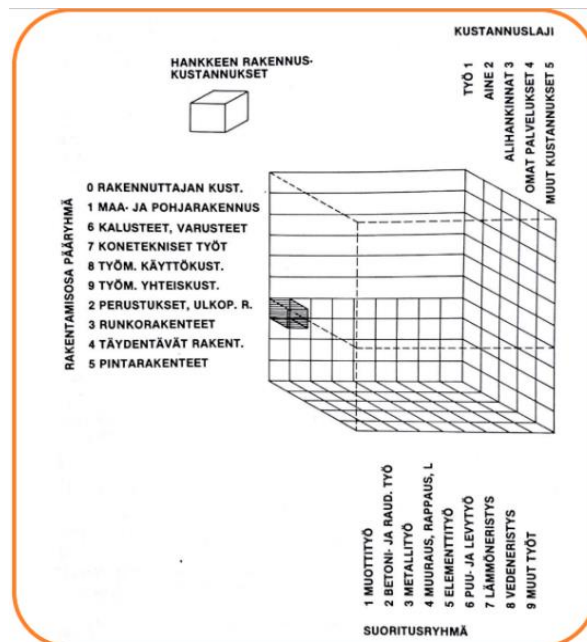 KUSTANNUSLAJI
HANKKEEN RAKENNUS-
KUSTANNUKSET
TYÖ 1
AINE 2
ALIHANKINNAT 3
OMAT PALVELUKSET 4
MUUT KUSTANNUKSET 5
RAKENTAMISOSA PÄÄRYHMÄ
0 RAKENNUTTAJAN KUST.
1 MAA- JA POHJARAKENNUS
6 KALUSTEET, VARUSTEET
7 KONETEKNISET TYÖT
8 TYÖM. KÄYTTÖKUST.
9 TYÖM. YHTEISKUST.
2 PERUSTUKSET, ULKOP. R.
3 RUNKORAKENTEET
4 TÄYDENTÄVÄT RAKENT.
5 PINTARAKENTEET
1 MUOTTITYÖ
2 BETONI- JA RAUD. TYÖ
3 METALLITYÖ
4 MUURAUS, RAPPAUS, L
5 ELEMENTTITYÖ
6 PUU- JA LEVYTYÖ
7 LÄMMÖNERISTYS
8 VEDENERISTYS
9 MUUT TYÖT
SUORITUSRYHMÄ